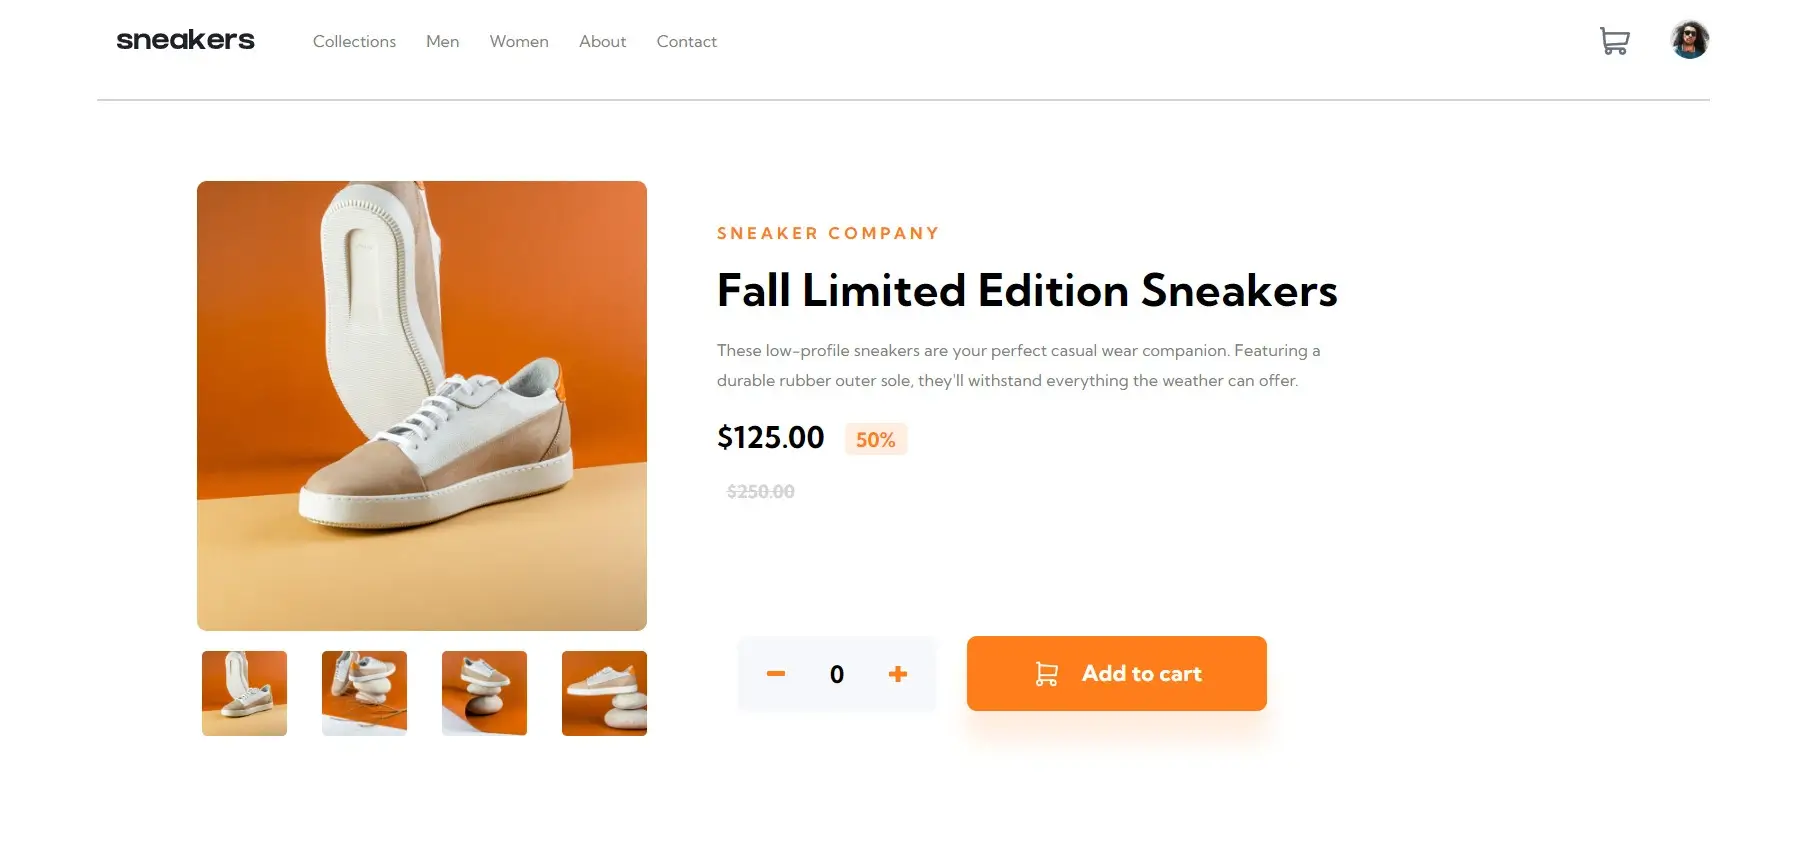 sneakers
Collections Men Women About Contact
SNEAKER COMPANY
Fall Limited Edition Sneakers
These low-profile sneakers are your perfect casual wear companion. Featuring a
durable rubber outer sole, they'll withstand everything the weather can offer.
$125.00 50%
$250.00
0 Add to cart